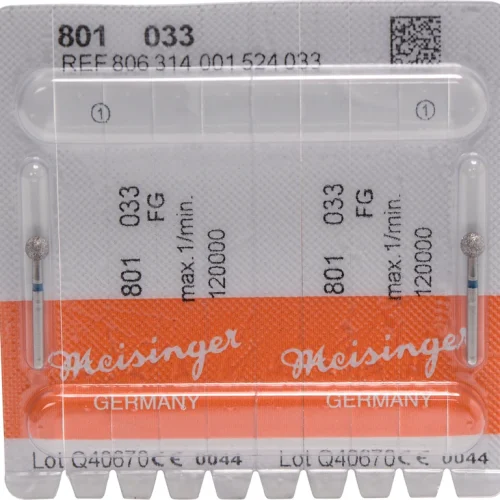 801 033
REF 806 314 001 524 033
1
1
801 033
FG
max. 1/min.
120000
801 033
FG
max. 1/min.
120000
Meisinger
GERMANY
Meisinger
GERMANY
Lot Q40670 CE 0044
Lot Q40670 CE 0044